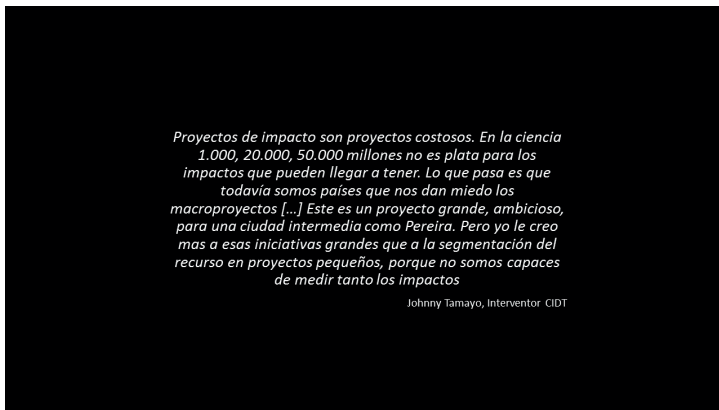 Proyectos de impacto son proyectos costosos. En la ciencia
1.000, 20.000, 50.000 millones no es plata para los
impactos que pueden llegar a tener. Lo que pasa es que
todavía somos países que nos dan miedo los
macroproyectos [...] Este es un proyecto grande, ambicioso,
para una ciudad intermedia como Pereira. Pero yo le creo
mas a esas iniciativas grandes que a la segmentación del
recurso en proyectos pequeños, porque no somos capaces
de medir tanto los impactos
Johnny Tamayo, Interventor CIDT